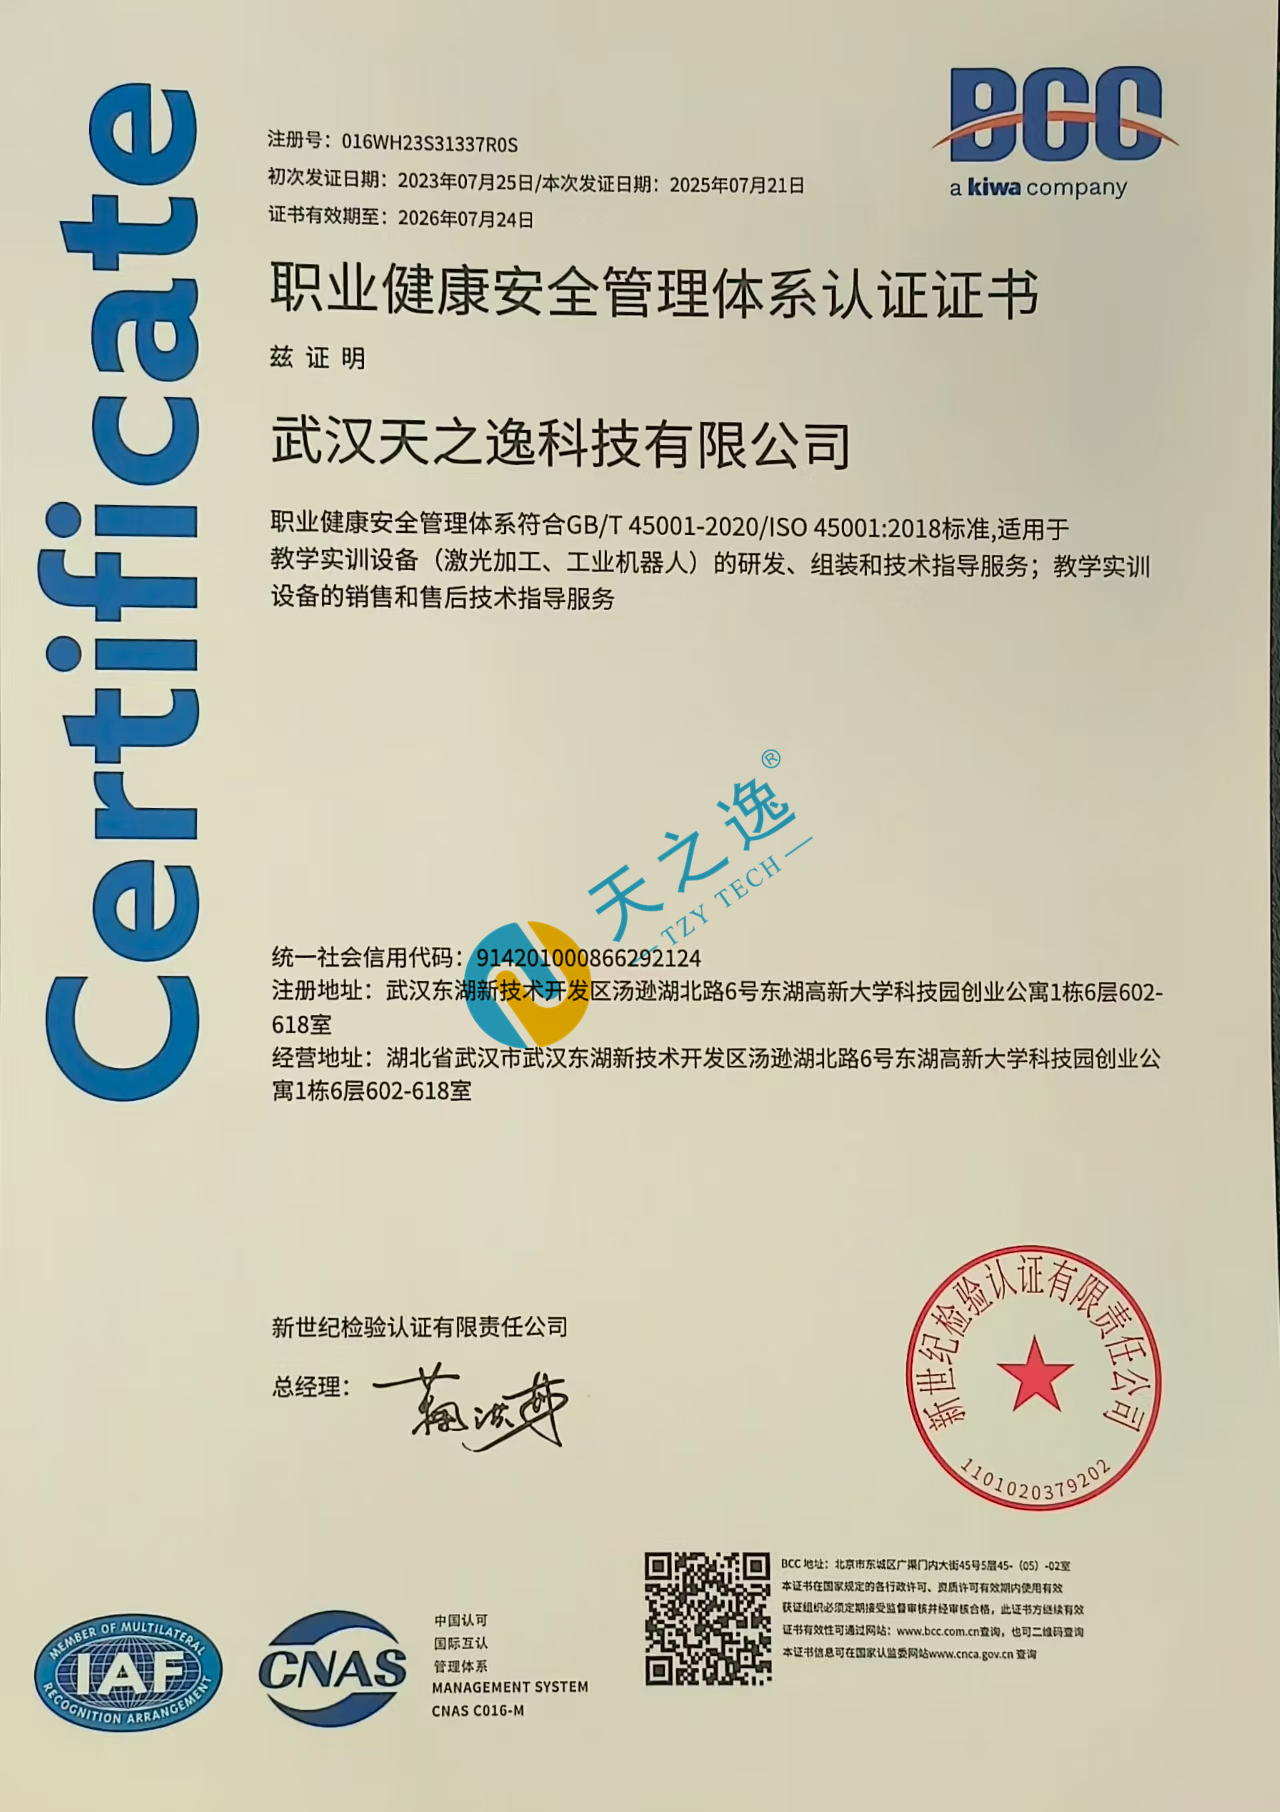 Certificate
BCC
a kiwa company
注册号：016WH23S31337R0S
初次发证日期：2023年07月25日/本次发证日期：2025年07月21日
证书有效期至：2026年07月24日
职业健康安全管理体系认证证书
兹 证 明
武汉天之逸科技有限公司
职业健康安全管理体系符合GB/T 45001-2020/ISO 45001:2018标准,适用于
教学实训设备（激光加工、工业机器人）的研发、组装和技术指导服务；教学实训
设备的销售和售后技术指导服务
天之逸®
—TZY TECH—
统一社会信用代码：914201000866292124
注册地址：武汉东湖新技术开发区汤逊湖北路6号东湖高新大学科技园创业公寓1栋6层602-
618室
经营地址：湖北省武汉市武汉东湖新技术开发区汤逊湖北路6号东湖高新大学科技园创业公
寓1栋6层602-618室
新世纪检验认证有限责任公司
总经理：
新世纪检验认证有限责任公司
1101020379202
MEMBER OF MULTILATERAL
IAF
RECOGNITION ARRANGEMENT
CNAS
中国认可
国际互认
管理体系
MANAGEMENT SYSTEM
CNAS C016-M
BCC 地址：北京市东城区广渠门内大街45号5层45-（05）-02室
本证书在国家规定的各行政许可、资质许可有效期内使用有效
获证组织必须定期接受监督审核并经审核合格，此证书方继续有效
证书有效性可通过网站：www.bcc.com.cn查询，也可二维码查询
本证书信息可在国家认监委网站www.cnca.gov.cn 查询